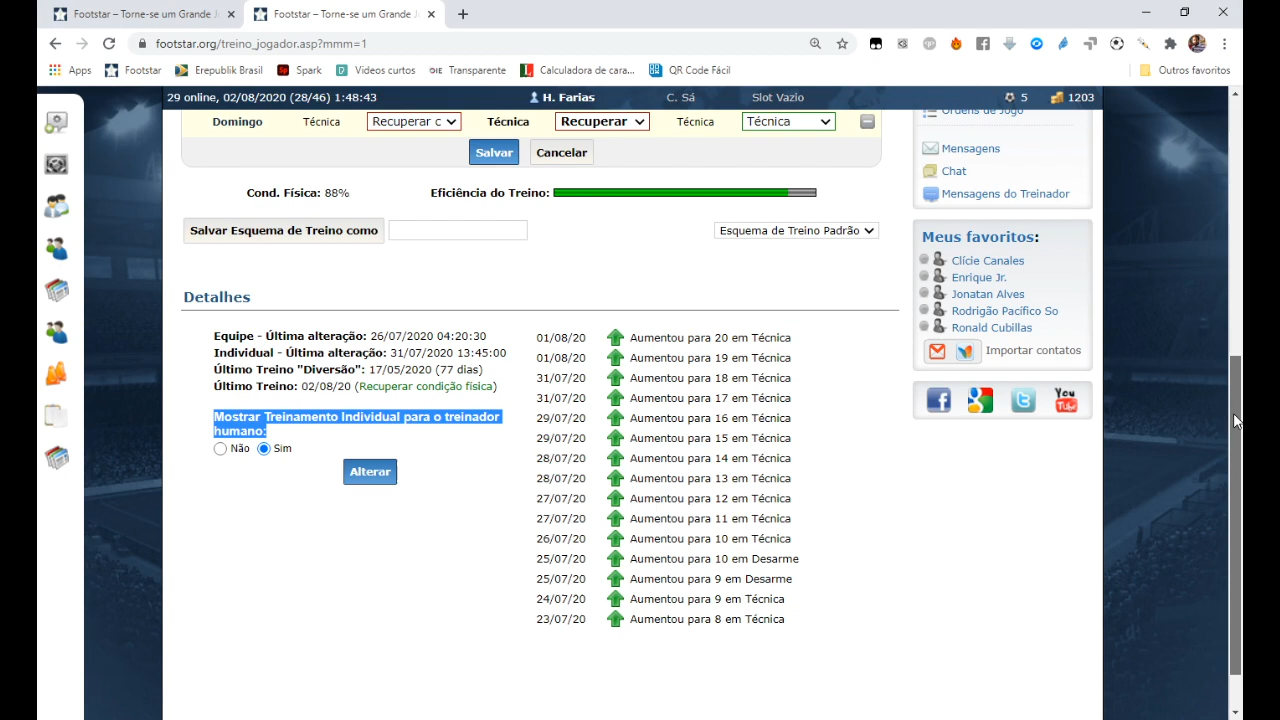 Footstar – Torne-se um Grande J
Footstar – Torne-se um Grande J
footstar.org/treino_jogador.asp?mmm=1
Apps Footstar Erepublik Brasil Spark Vídeos curtos Transparente Calculadora de cara... QR Code Fácil Outros favoritos
29 online, 02/08/2020 (28/46) 1:48:43 H. Farias C. Sá Slot Vazio 5 1203
Domingo Técnica Recuperar c Técnica Recuperar Técnica Técnica
Salvar Cancelar
Cond. Física: 88% Eficiência do Treino:
Salvar Esquema de Treino como Esquema de Treino Padrão
Detalhes
Equipe - Última alteração: 26/07/2020 04:20:30
Individual - Última alteração: 31/07/2020 13:45:00
Último Treino "Diversão": 17/05/2020 (77 dias)
Último Treino: 02/08/20 (Recuperar condição física)
Mostrar Treinamento Individual para o treinador
humano:
Não Sim
Alterar
01/08/20 Aumentou para 20 em Técnica
01/08/20 Aumentou para 19 em Técnica
31/07/20 Aumentou para 18 em Técnica
31/07/20 Aumentou para 17 em Técnica
29/07/20 Aumentou para 16 em Técnica
29/07/20 Aumentou para 15 em Técnica
28/07/20 Aumentou para 14 em Técnica
28/07/20 Aumentou para 13 em Técnica
27/07/20 Aumentou para 12 em Técnica
27/07/20 Aumentou para 11 em Técnica
26/07/20 Aumentou para 10 em Técnica
25/07/20 Aumentou para 10 em Desarme
25/07/20 Aumentou para 9 em Desarme
24/07/20 Aumentou para 9 em Técnica
23/07/20 Aumentou para 8 em Técnica
Ordens de Jogo
Mensagens
Chat
Mensagens do Treinador
Meus favoritos:
Clície Canales
Enrique Jr.
Jonatan Alves
Rodrigão Pacífico So
Ronald Cubillas
Importar contatos
You
Tube